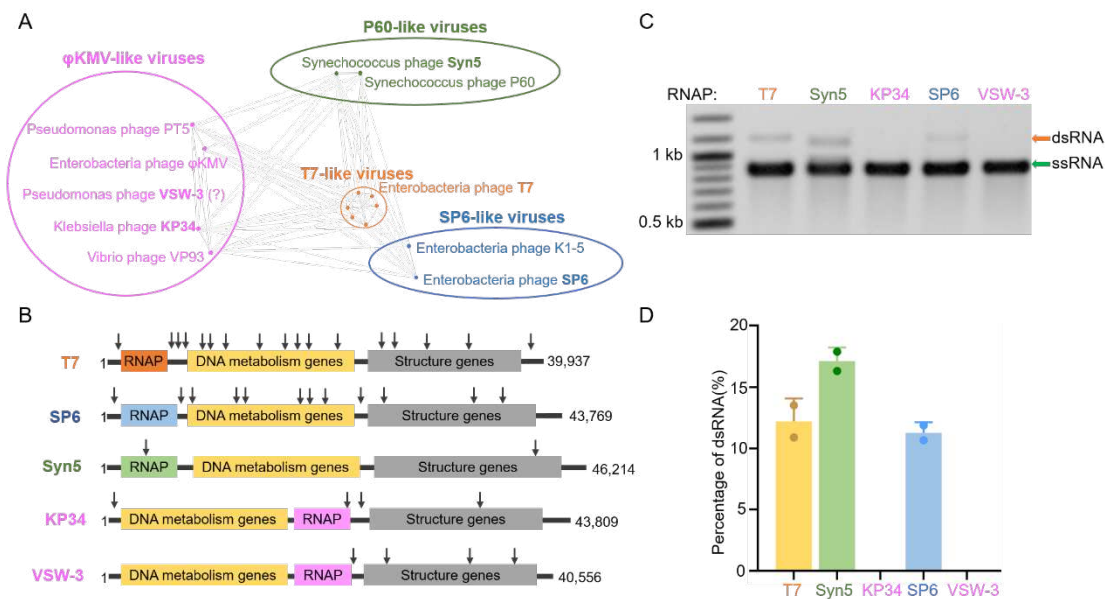 A
P60-like viruses
φKMV-like viruses
Synechococcus phage Syn5
Synechococcus phage P60
Pseudomonas phage PT5
Enterobacteria phage φKMV
Pseudomonas phage VSW-3 (?)
Klebsiella phage KP34
Vibrio phage VP93
T7-like viruses
Enterobacteria phage T7
SP6-like viruses
Enterobacteria phage K1-5
Enterobacteria phage SP6
B
T7 1 RNAP DNA metabolism genes Structure genes 39,937
SP6 1 RNAP DNA metabolism genes Structure genes 43,769
Syn5 1 RNAP DNA metabolism genes Structure genes 46,214
KP34 1 DNA metabolism genes RNAP Structure genes 43,809
VSW-3 1 DNA metabolism genes RNAP Structure genes 40,556
C
RNAP: T7 Syn5 KP34 SP6 VSW-3
dsRNA
1 kb
ssRNA
0.5 kb
D
Percentage of dsRNA(%)
20
15
10
5
0
T7 Syn5 KP34 SP6 VSW-3